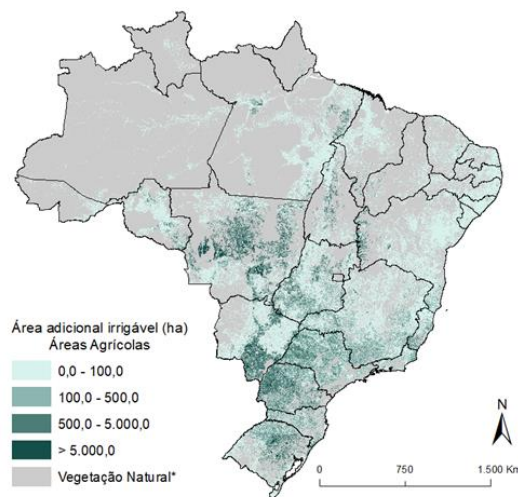 Área adicional irrigável (ha)
Áreas Agrícolas
0,0 - 100,0
100,0 - 500,0
500,0 - 5.000,0
> 5.000,0
Vegetação Natural*
N
0 750 1.500 Km